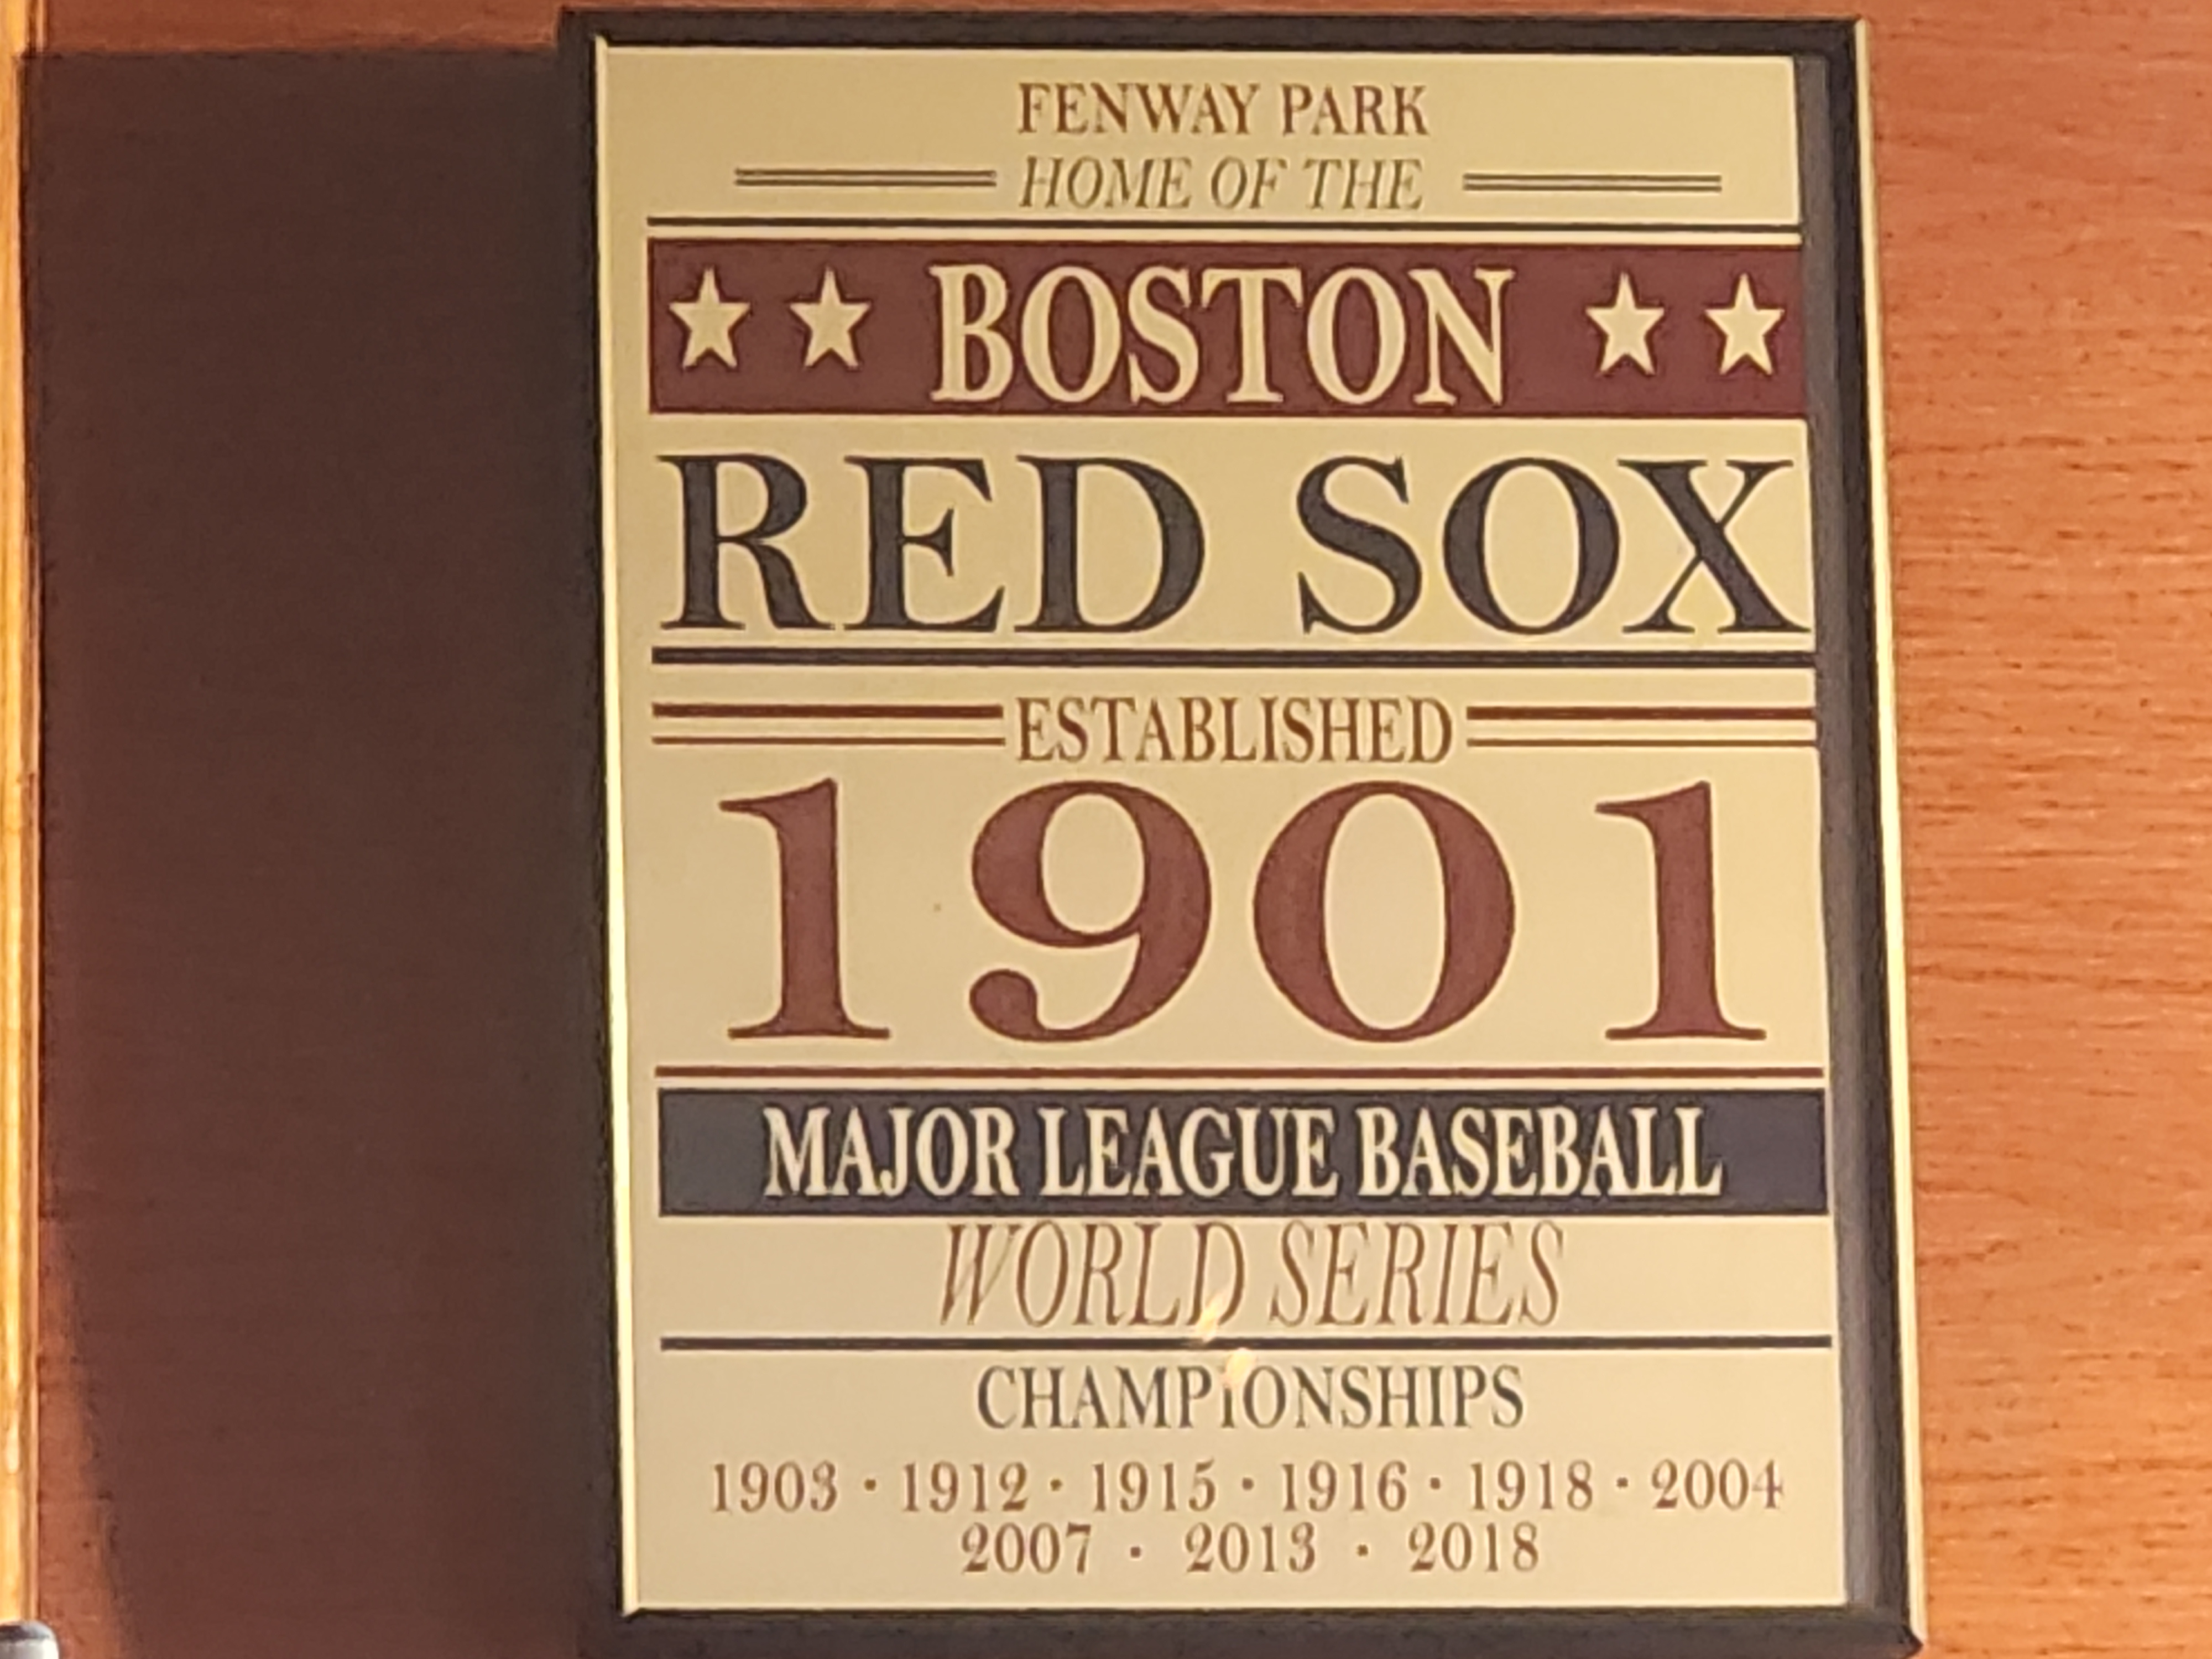 FENWAY PARK
HOME OF THE
BOSTON
RED SOX
ESTABLISHED
1901
MAJOR LEAGUE BASEBALL
WORLD SERIES
CHAMPIONSHIPS
1903 · 1912 · 1915 · 1916 · 1918 · 2004
2007 · 2013 · 2018